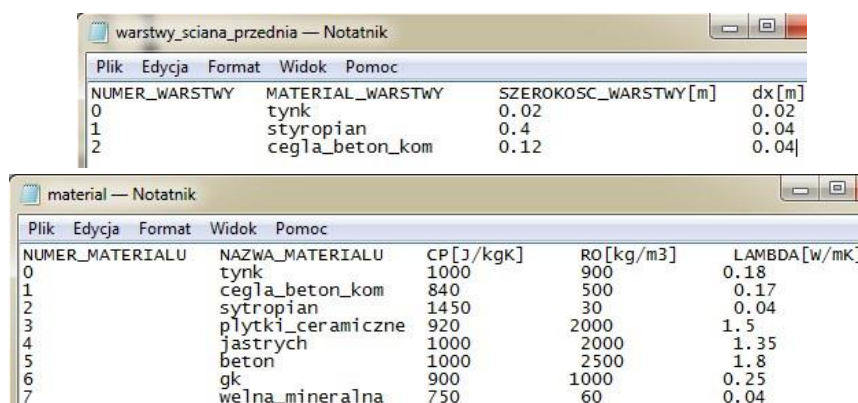 warstwy_sciana_przednia — Notatnik
Plik Edycja Format Widok Pomoc
NUMER_WARSTWY MATERIAL_WARSTWY SZEROKOSC_WARSTWY[m] dx[m]
0 tynk 0.02 0.02
1 styropian 0.4 0.04
2 cegla_beton_kom 0.12 0.04
material — Notatnik
Plik Edycja Format Widok Pomoc
NUMER_MATERIALU NAZWA_MATERIALU CP[J/kgK] RO[kg/m3] LAMBDA[W/mK]
0 tynk 1000 900 0.18
1 cegla_beton_kom 840 500 0.17
2 sytropian 1450 30 0.04
3 plytki_ceramiczne 920 2000 1.5
4 jastrych 1000 2000 1.35
5 beton 1000 2500 1.8
6 gk 900 1000 0.25
7 welna_mineralna 750 60 0.04